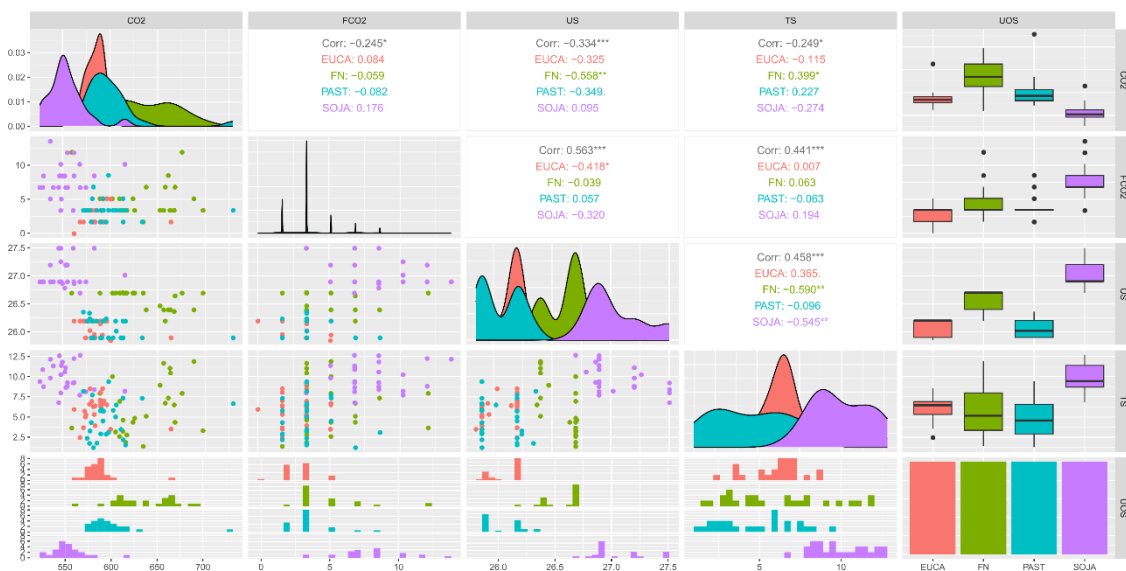 CO2 FCO2 US TS UOS
0.03
0.02
0.01
0.00
Corr: −0.245*
EUCA: 0.084
FN: −0.059
PAST: −0.082
SOJA: 0.176
Corr: −0.334***
EUCA: −0.325
FN: −0.558**
PAST: −0.349.
SOJA: 0.095
Corr: −0.249*
EUCA: −0.115
FN: 0.399*
PAST: 0.227
SOJA: −0.274
CO2
10
5
0
Corr: 0.563***
EUCA: −0.418*
FN: −0.039
PAST: 0.057
SOJA: −0.320
Corr: 0.441***
EUCA: 0.007
FN: 0.063
PAST: −0.063
SOJA: 0.194
FCO2
27.5
27.0
26.5
26.0
Corr: 0.458***
EUCA: 0.365.
FN: −0.590**
PAST: −0.096
SOJA: −0.545**
US
12.5
10.0
7.5
5.0
2.5
TS
UOS
550 600 650 700 0 5 10 26.0 26.5 27.0 27.5 5 10 EUCA FN PAST SOJA